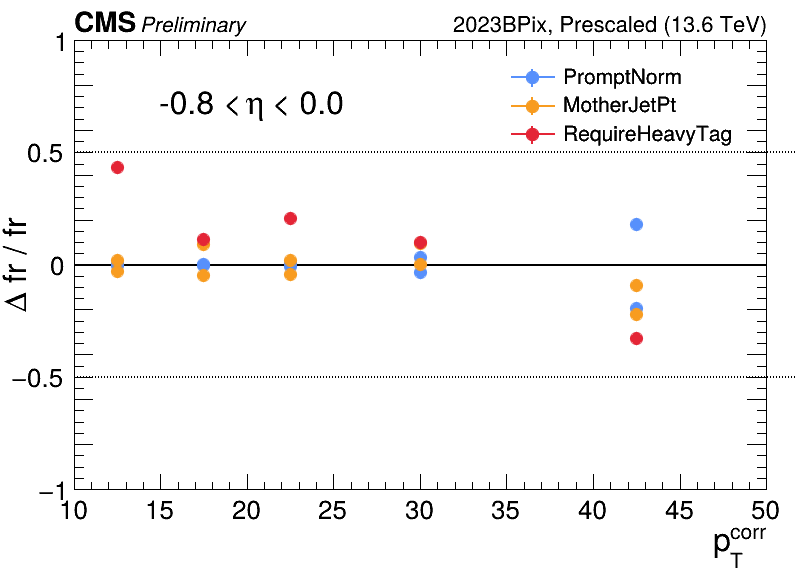 CMS Preliminary 2023BPix, Prescaled (13.6 TeV)
-0.8 < η < 0.0
PromptNorm
MotherJetPt
RequireHeavyTag
1
0.5
0
−0.5
−1
Δ fr / fr
10 15 20 25 30 35 40 45 50
p_T^corr